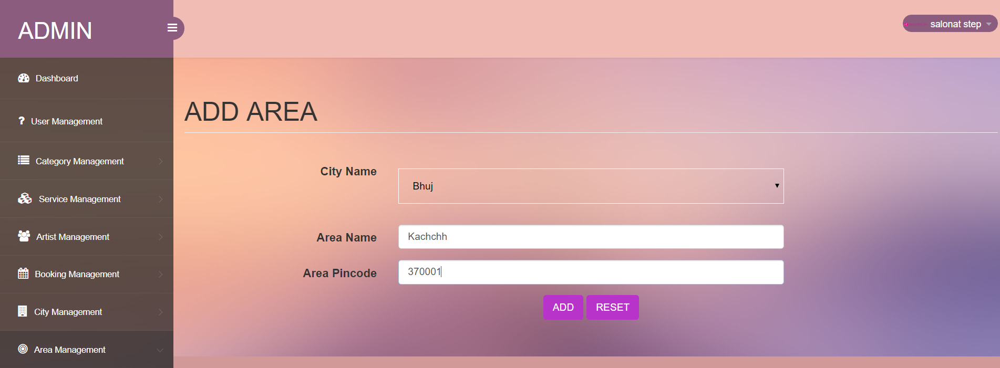 ADMIN
salonat step
Dashboard
User Management
Category Management
Service Management
Artist Management
Booking Management
City Management
Area Management
ADD AREA
City Name
Bhuj
Area Name
Kachchh
Area Pincode
370001
ADD RESET